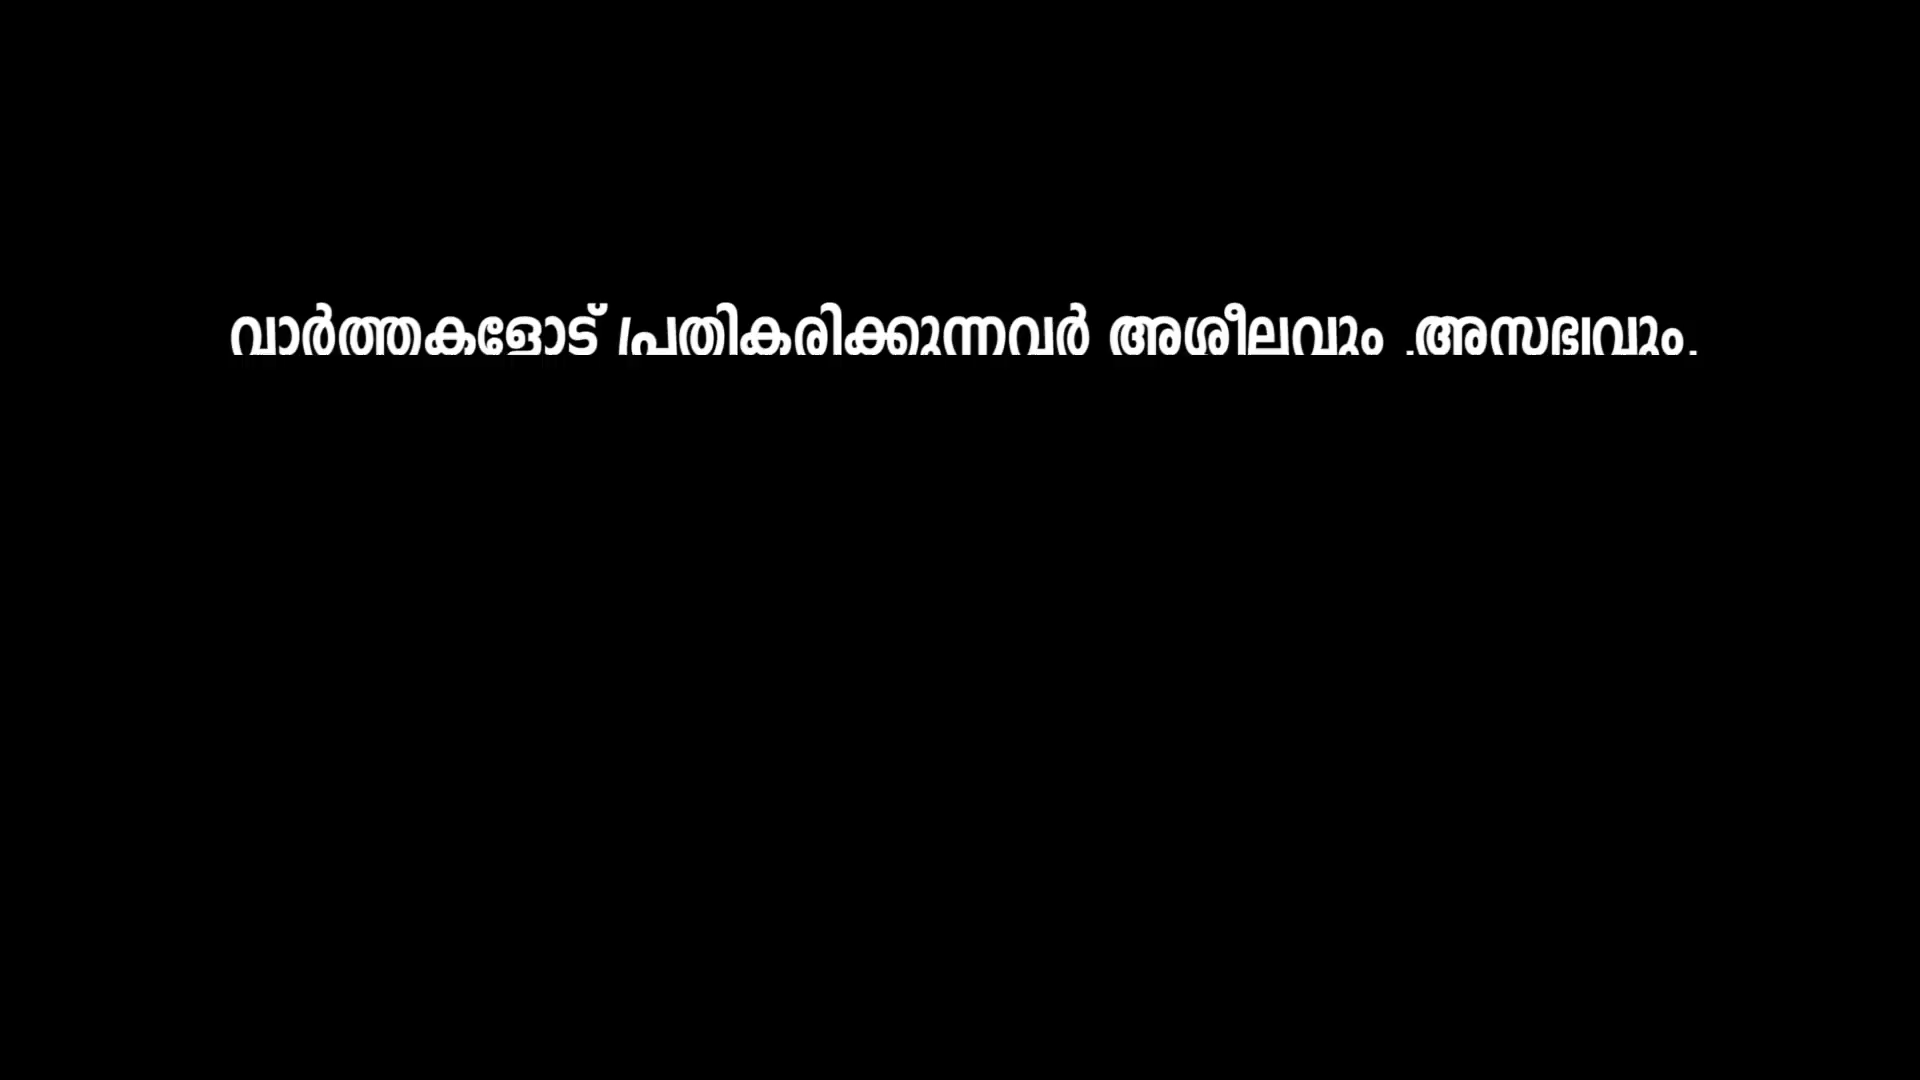 വാർത്തകളോട് പ്രതികരിക്കുന്നവർ അശ്ലീലവും ,അസഭ്യവും,